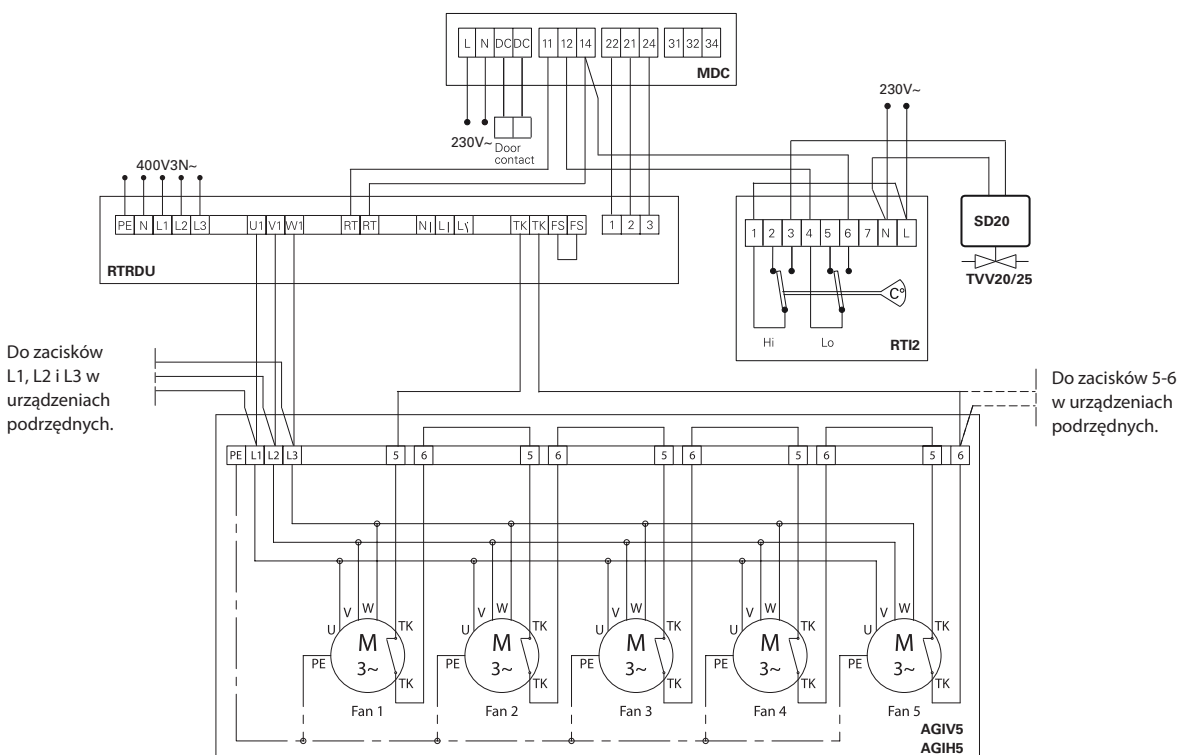 L N DC DC 11 12 14 22 21 24 31 32 34
MDC
230V~
Door
contact
230V~
400V3N~
PE N L1 L2 L3 U1 V1 W1 RT RT TK TK FS FS 1 2 3
RTRDU
1 2 3 4 5 6 7 N L
C°
Hi Lo
RTI2
SD20
TVV20/25
Do zacisków
L1, L2 i L3 w
urządzeniach
podrzędnych.
Do zacisków 5-6
w urządzeniach
podrzędnych.
PE L1 L2 L3 5 6 5 6 5 6 5 6 5 6
U V W TK U V W TK U V W TK U V W TK U V W TK
PE M 3~ TK PE M 3~ TK PE M 3~ TK PE M 3~ TK PE M 3~ TK
Fan 1 Fan 2 Fan 3 Fan 4 Fan 5
AGIV5
AGIH5